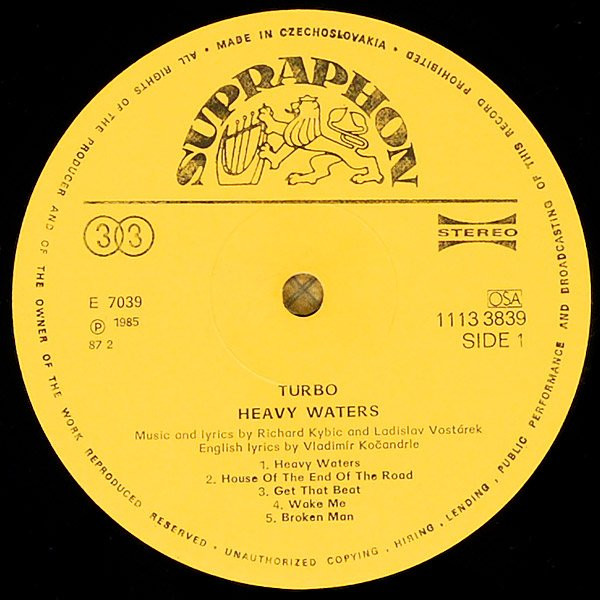 ALL RIGHTS OF THE PRODUCER AND OF THE OWNER OF THE WORK REPRODUCED RESERVED • UNAUTHORIZED COPYING, HIRING, LENDING, PUBLIC PERFORMANCE AND BROADCASTING OF THIS RECORD PROHIBITED • MADE IN CZECHOSLOVAKIA •
SUPRAPHON
33
STEREO
E 7039
Ⓟ 1985
87 2
OSA
1113 3839
SIDE 1
TURBO
HEAVY WATERS
Music and lyrics by Richard Kybic and Ladislav Vostárek
English lyrics by Vladimír Kočandrle
1. Heavy Waters
2. House Of The End Of The Road
3. Get That Beat
4. Wake Me
5. Broken Man